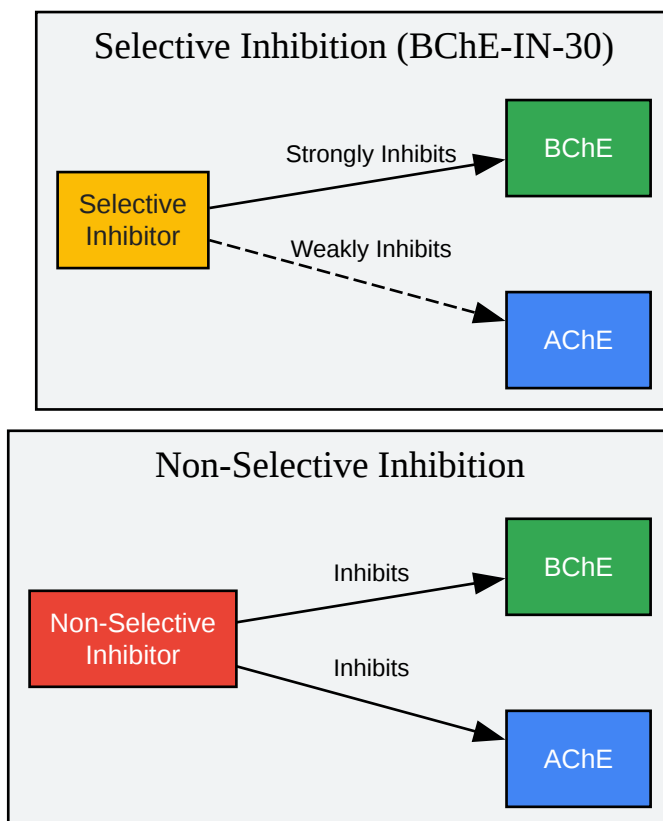 Selective Inhibition (BChE-IN-30)
BChE
Strongly Inhibits
Selective
Inhibitor
Weakly Inhibits
AChE
Non-Selective Inhibition
BChE
Inhibits
Non-Selective
Inhibitor
Inhibits
AChE